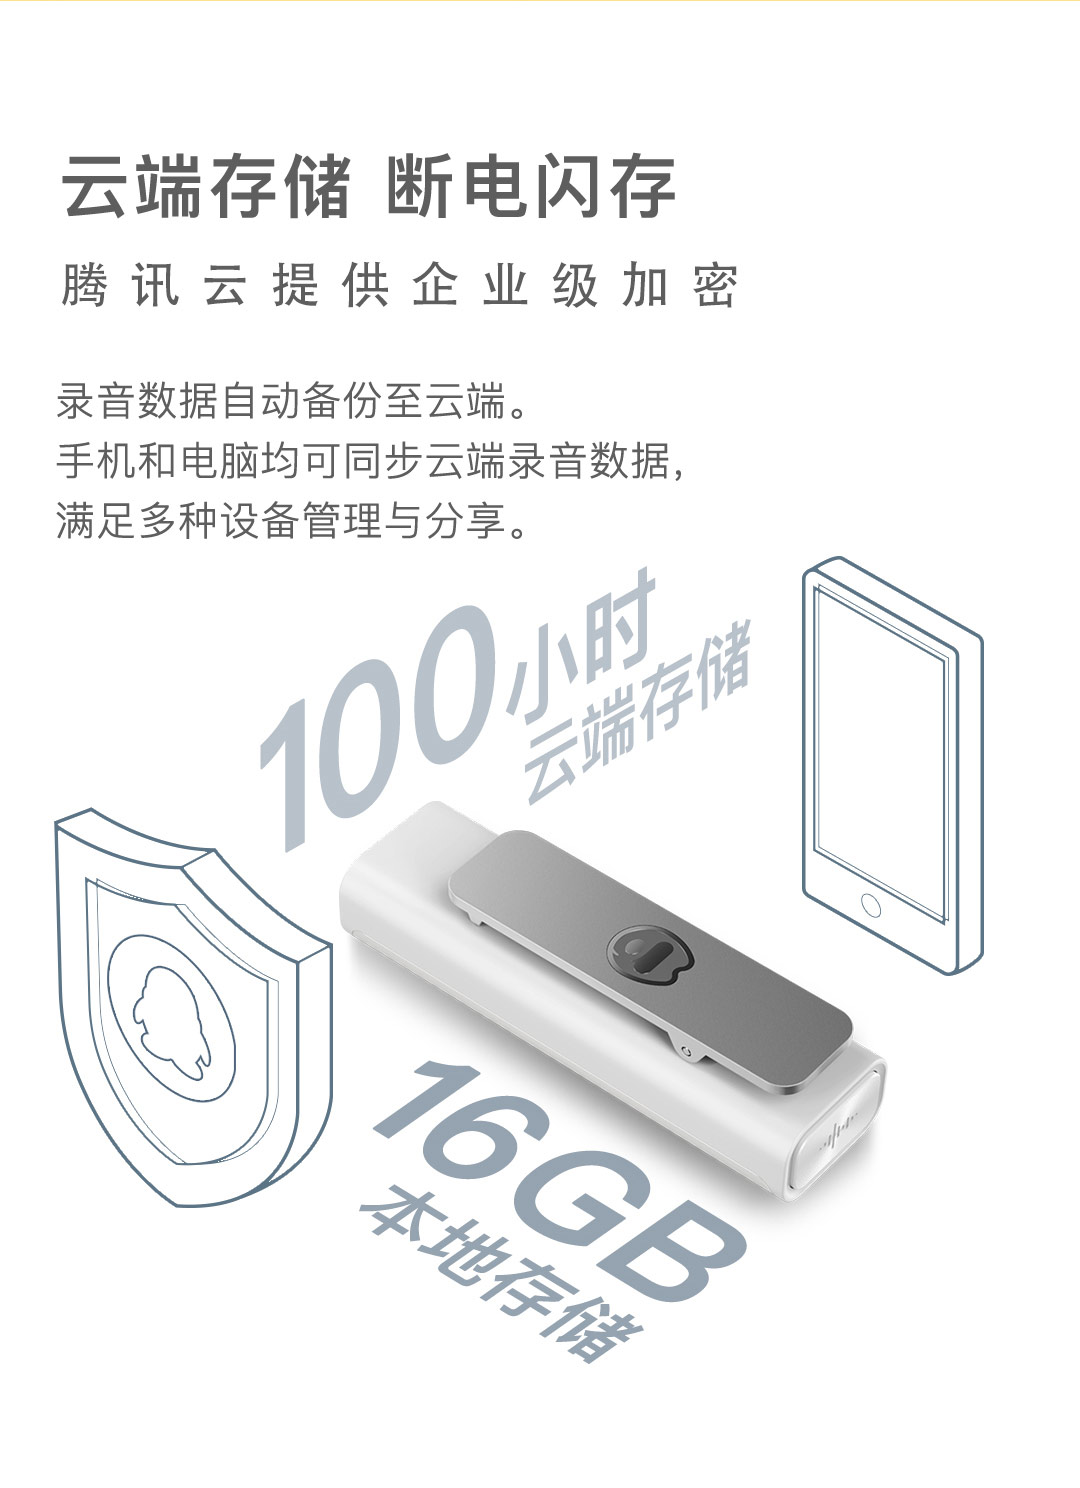 云端存储 断电闪存
腾讯云提供企业级加密
录音数据自动备份至云端。
手机和电脑均可同步云端录音数据，
满足多种设备管理与分享。
100小时
云端存储
16GB
本地存储